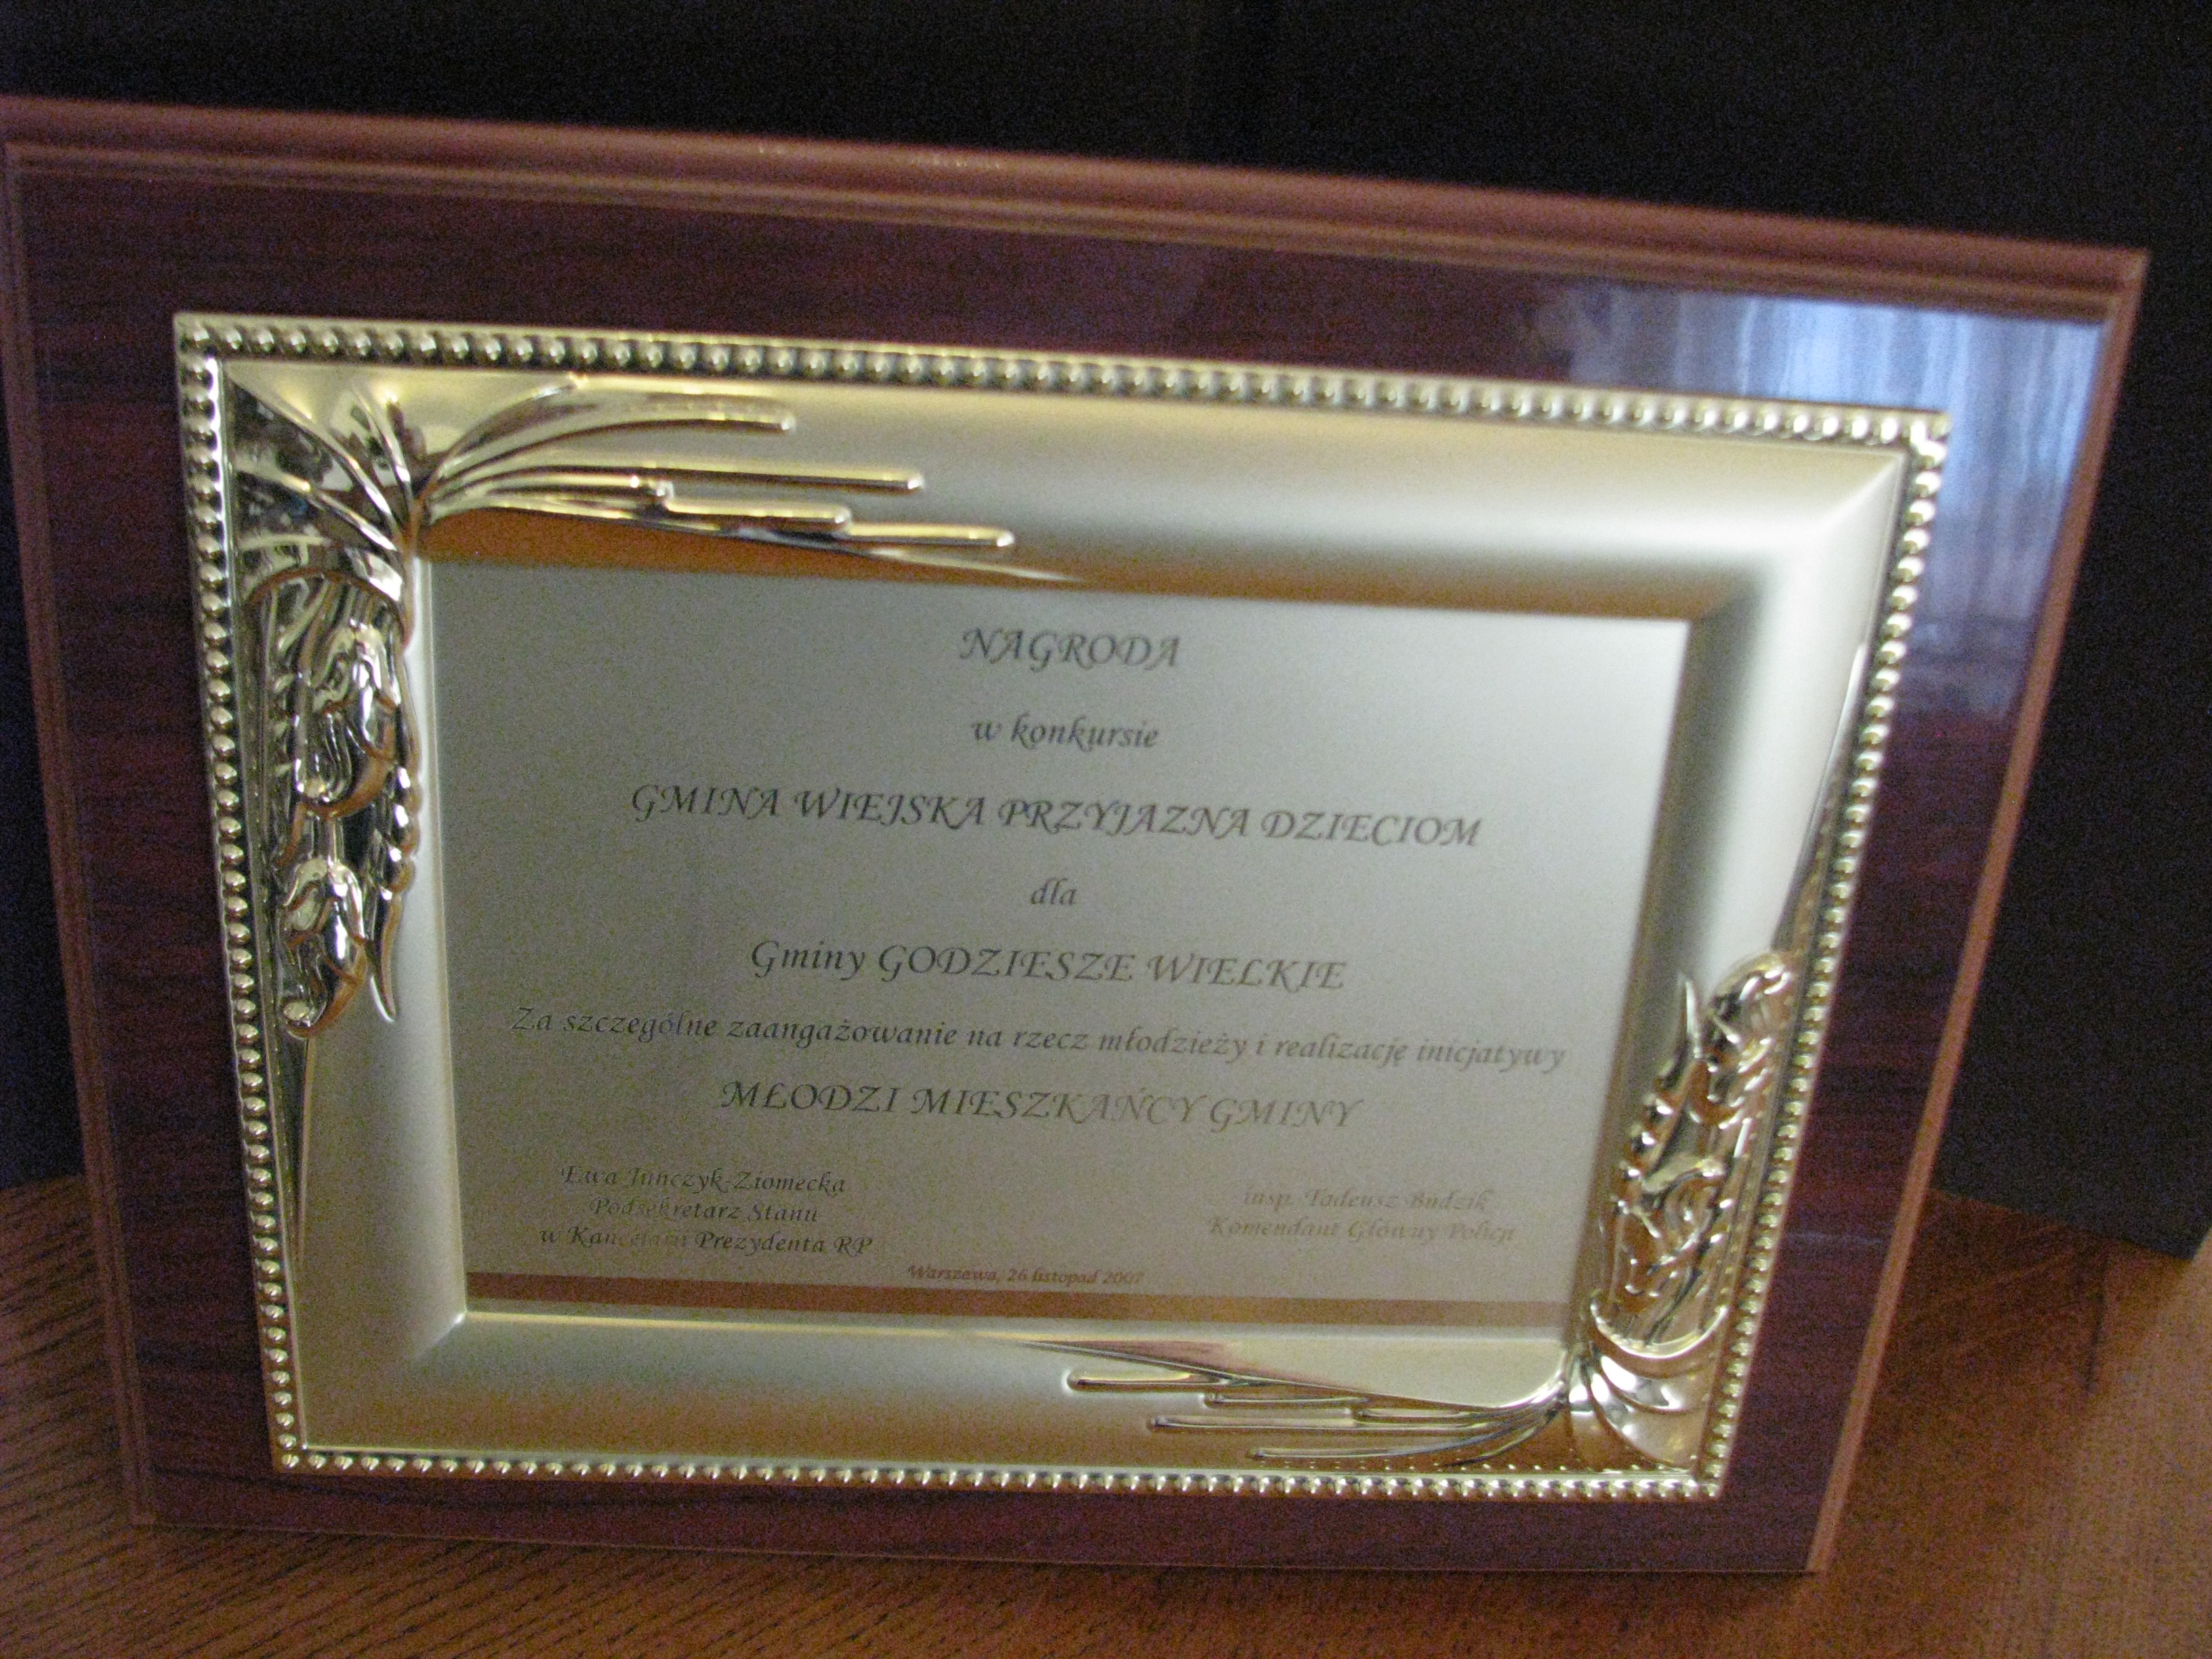 NAGRODA
w konkursie
GMINA WIEJSKA PRZYJAZNA DZIECIOM
dla
Gminy GODZIESZE WIELKIE
Za szczególne zaangażowanie na rzecz młodzieży i realizację inicjatywy
MŁODZI MIESZKAŃCY GMINY
Ewa Junczyk-Ziomecka
Podsekretarz Stanu
w Kancelarii Prezydenta RP
insp. Tadeusz Budzik
Komendant Główny Policji
Warszawa, 26 listopad 2007